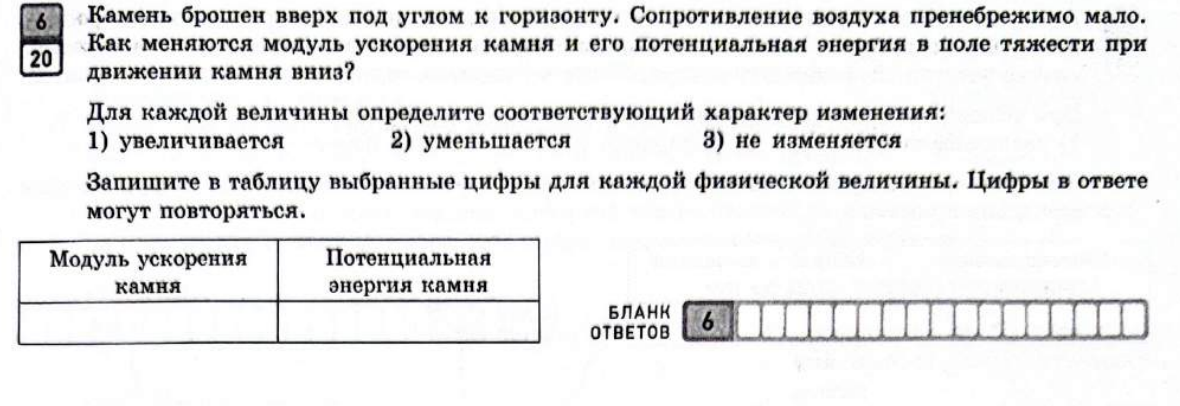 6
20
Камень брошен вверх под углом к горизонту. Сопротивление воздуха пренебрежимо мало.
Как меняются модуль ускорения камня и его потенциальная энергия в поле тяжести при
движении камня вниз?
Для каждой величины определите соответствующий характер изменения:
1) увеличивается 2) уменьшается 3) не изменяется
Запишите в таблицу выбранные цифры для каждой физической величины. Цифры в ответе
могут повторяться.
Модуль ускорения
камня
Потенциальная
энергия камня
БЛАНК
ОТВЕТОВ
6